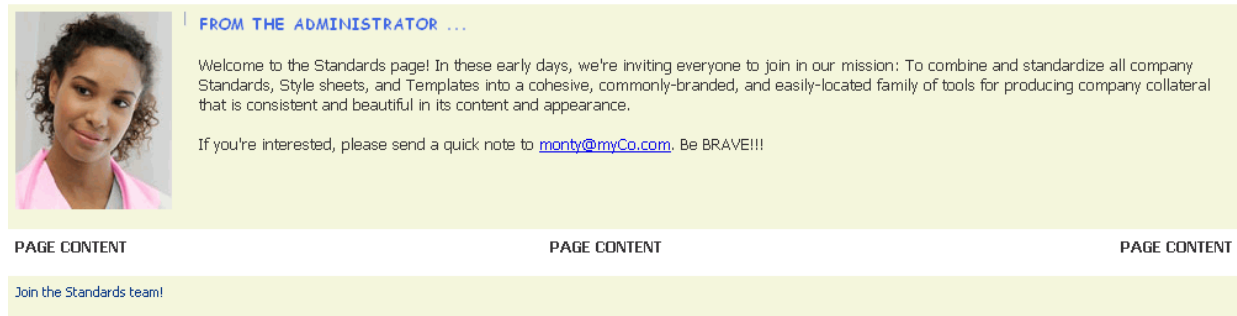 FROM THE ADMINISTRATOR ...
Welcome to the Standards page! In these early days, we're inviting everyone to join in our mission: To combine and standardize all company
Standards, Style sheets, and Templates into a cohesive, commonly-branded, and easily-located family of tools for producing company collateral
that is consistent and beautiful in its content and appearance.
If you're interested, please send a quick note to monty@myCo.com. Be BRAVE!!!
PAGE CONTENT PAGE CONTENT PAGE CONTENT
Join the Standards team!